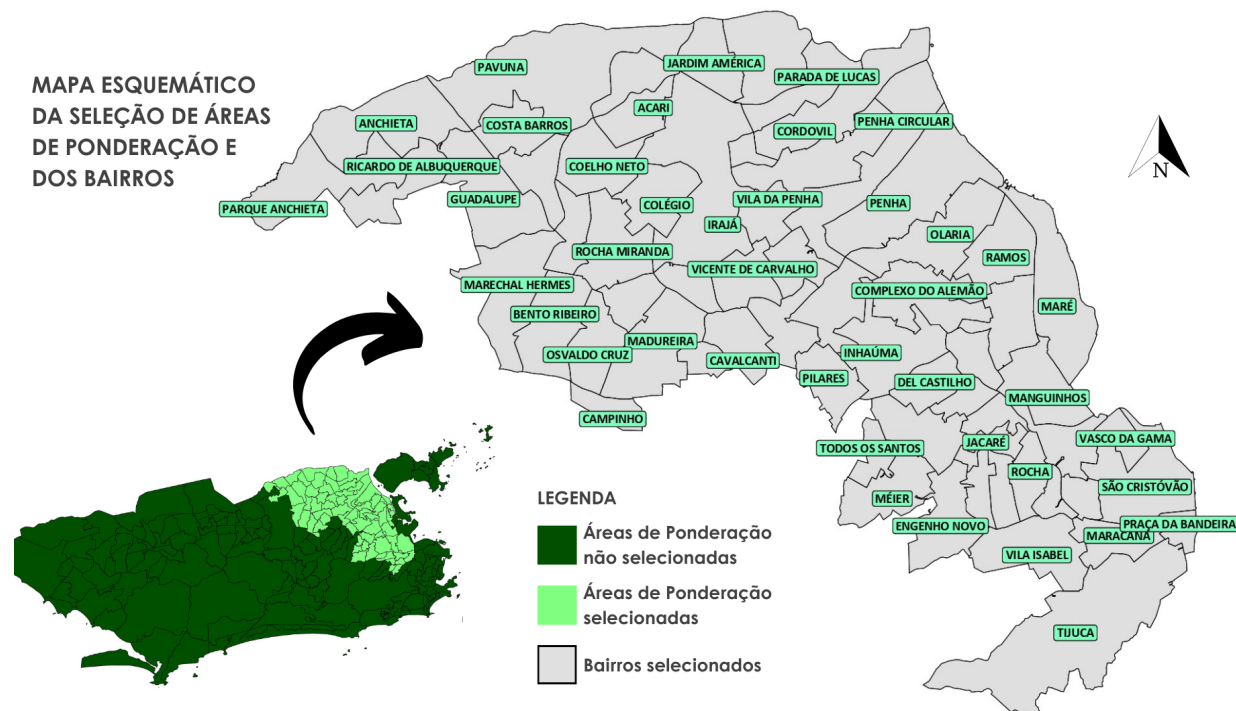 MAPA ESQUEMÁTICO
DA SELEÇÃO DE ÁREAS
DE PONDERAÇÃO E
DOS BAIRROS
PAVUNA
JARDIM AMÉRICA
PARADA DE LUCAS
ACARI
ANCHIETA
COSTA BARROS
CORDOVIL
PENHA CIRCULAR
RICARDO DE ALBUQUERQUE
COELHO NETO
GUADALUPE
VILA DA PENHA
PARQUE ANCHIETA
COLÉGIO
PENHA
IRAJÁ
OLARIA
ROCHA MIRANDA
RAMOS
VICENTE DE CARVALHO
MARECHAL HERMES
COMPLEXO DO ALEMÃO
MARÉ
BENTO RIBEIRO
MADUREIRA
OSVALDO CRUZ
CAVALCANTI
INHAÚMA
PILARES
DEL CASTILHO
MANGUINHOS
CAMPINHO
TODOS OS SANTOS
JACARÉ
VASCO DA GAMA
ROCHA
SÃO CRISTÓVÃO
MÉIER
ENGENHO NOVO
PRAÇA DA BANDEIRA
MARACANÃ
VILA ISABEL
TIJUCA
N
LEGENDA
Áreas de Ponderação
não selecionadas
Áreas de Ponderação
selecionadas
Bairros selecionados